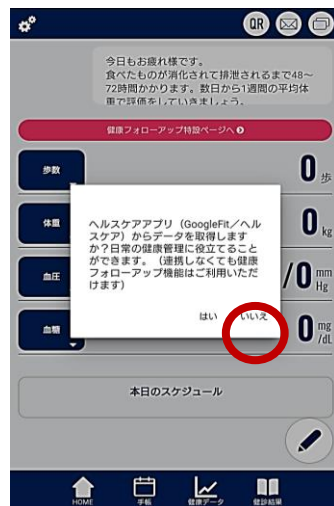 QR
今日もお疲れ様です。
食べたものが消化されて排泄されるまで48〜
72時間かかります。数日から1週間の平均体
重で評価をしていきましょう。
健康フォローアップ特設ページへ
歩数
0 歩
体重
0 kg
ヘルスケアアプリ（GoogleFit／ヘル
スケア）からデータを取得します
か？日常の健康管理に役立てること
ができます。（連携しなくても健康
フォローアップ機能はご利用いただ
けます）
はい
いいえ
血圧
/0 mm
Hg
血糖
0 mg
/dL
本日のスケジュール
HOME
手帳
健康データ
健診結果